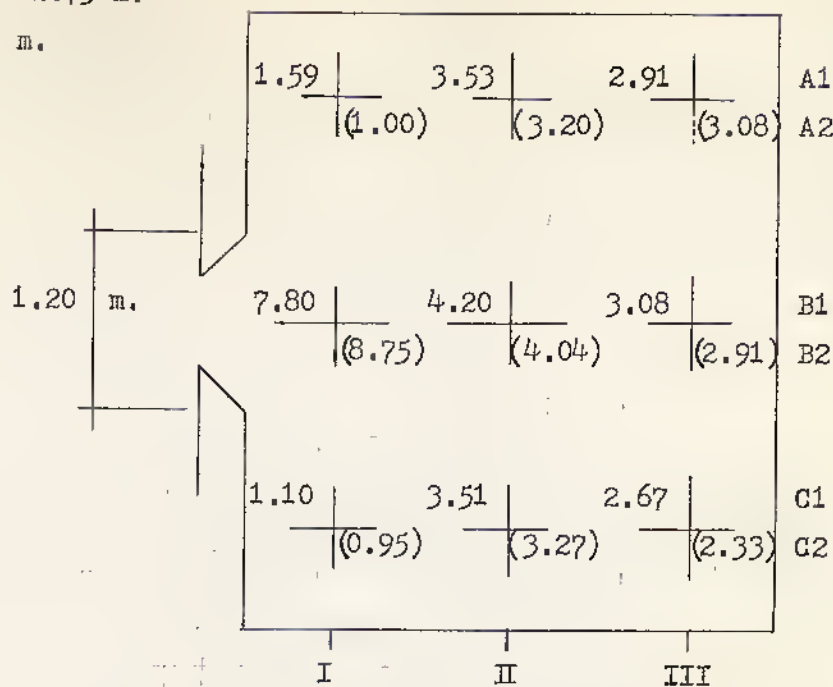 m.
1.59 3.53 2.91 A1
(1.00) (3.20) (3.08) A2
1.20 m. 7.80 4.20 3.08 B1
(8.75) (4.04) (2.91) B2
1.10 3.51 2.67 C1
(0.95) (3.27) (2.33) C2
I II III